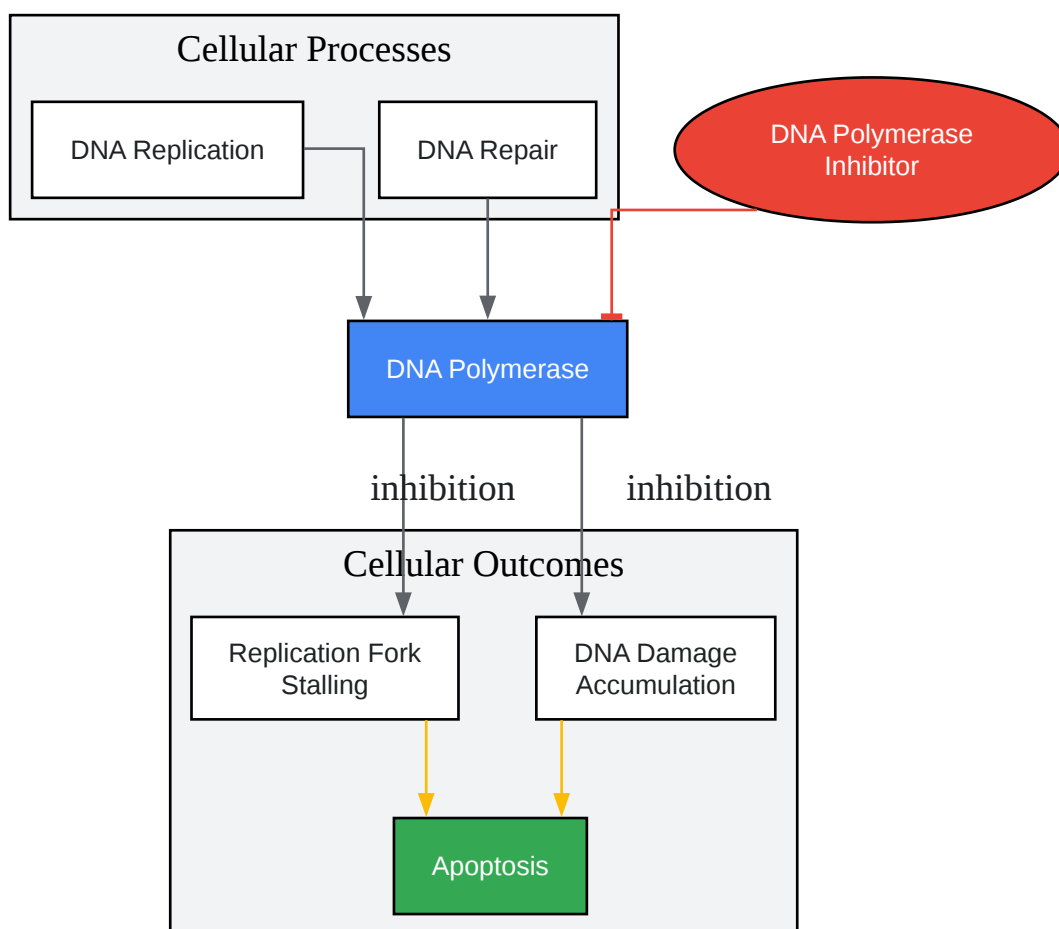 Cellular Processes
DNA Replication
DNA Repair
DNA Polymerase
Inhibitor
DNA Polymerase
inhibition
inhibition
Cellular Outcomes
Replication Fork
Stalling
DNA Damage
Accumulation
Apoptosis